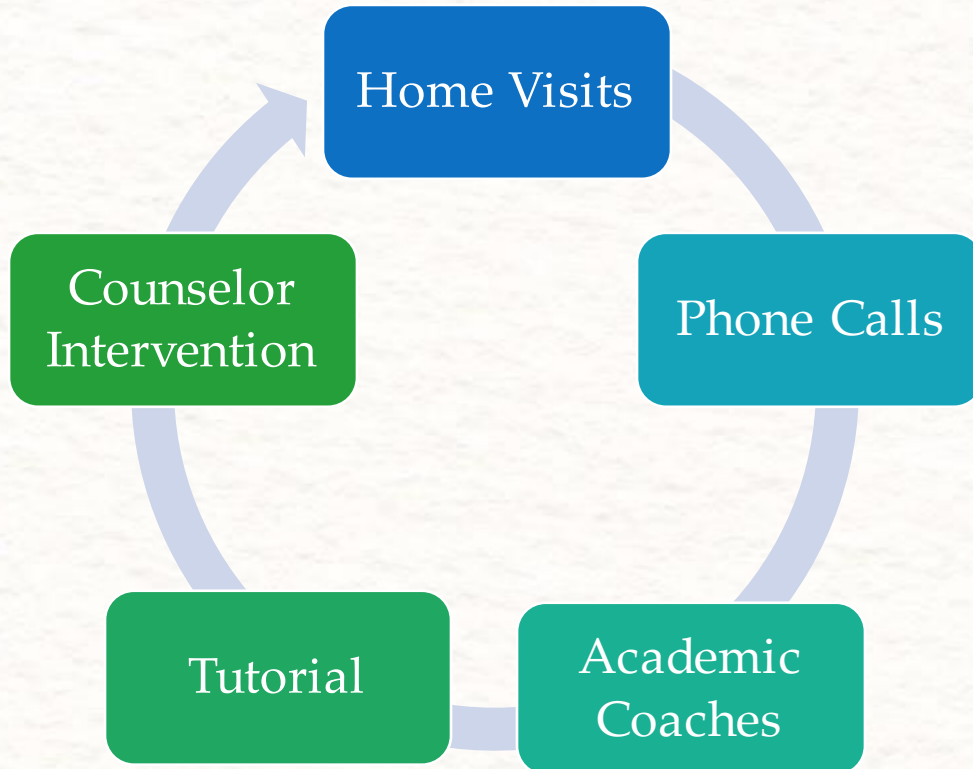 Home Visits
Phone Calls
Academic
Coaches
Tutorial
Counselor
Intervention